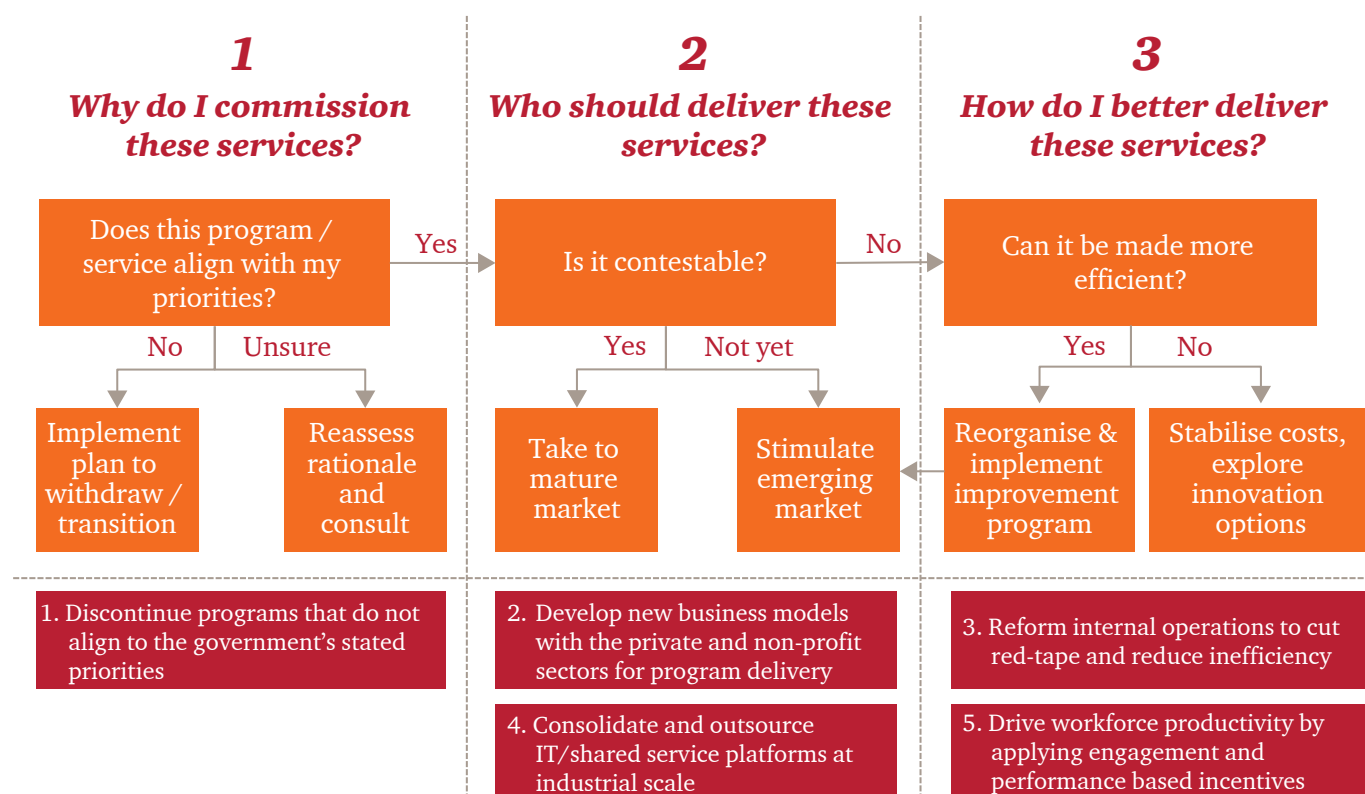 1
Why do I commission
these services?
2
Who should deliver these
services?
3
How do I better deliver
these services?
Does this program /
service align with my
priorities?
Yes
Is it contestable?
No
Can it be made more
efficient?
No
Unsure
Yes
Not yet
Yes
No
Implement
plan to
withdraw /
transition
Reassess
rationale
and
consult
Take to
mature
market
Stimulate
emerging
market
Reorganise &
implement
improvement
program
Stabilise costs,
explore
innovation
options
1. Discontinue programs that do not
align to the government's stated
priorities
2. Develop new business models
with the private and non-profit
sectors for program delivery
3. Reform internal operations to cut
red-tape and reduce inefficiency
4. Consolidate and outsource
IT/shared service platforms at
industrial scale
5. Drive workforce productivity by
applying engagement and
performance based incentives